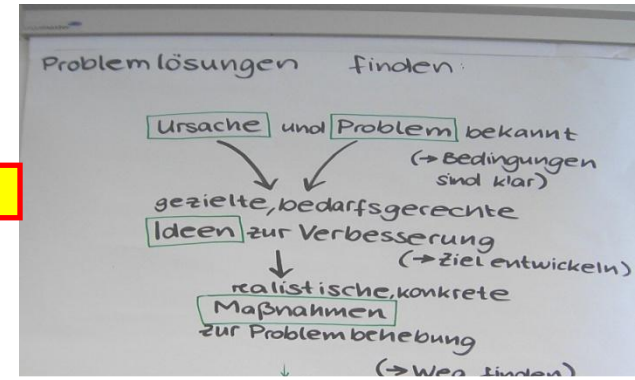 Problemlösungen finden:
Ursache und Problem bekannt
(→ Bedingungen
sind klar)
gezielte, bedarfsgerechte
Ideen zur Verbesserung
(→ Ziel entwickeln)
realistische, konkrete
Maßnahmen
zur Problembehebung
(→ Weg finden)